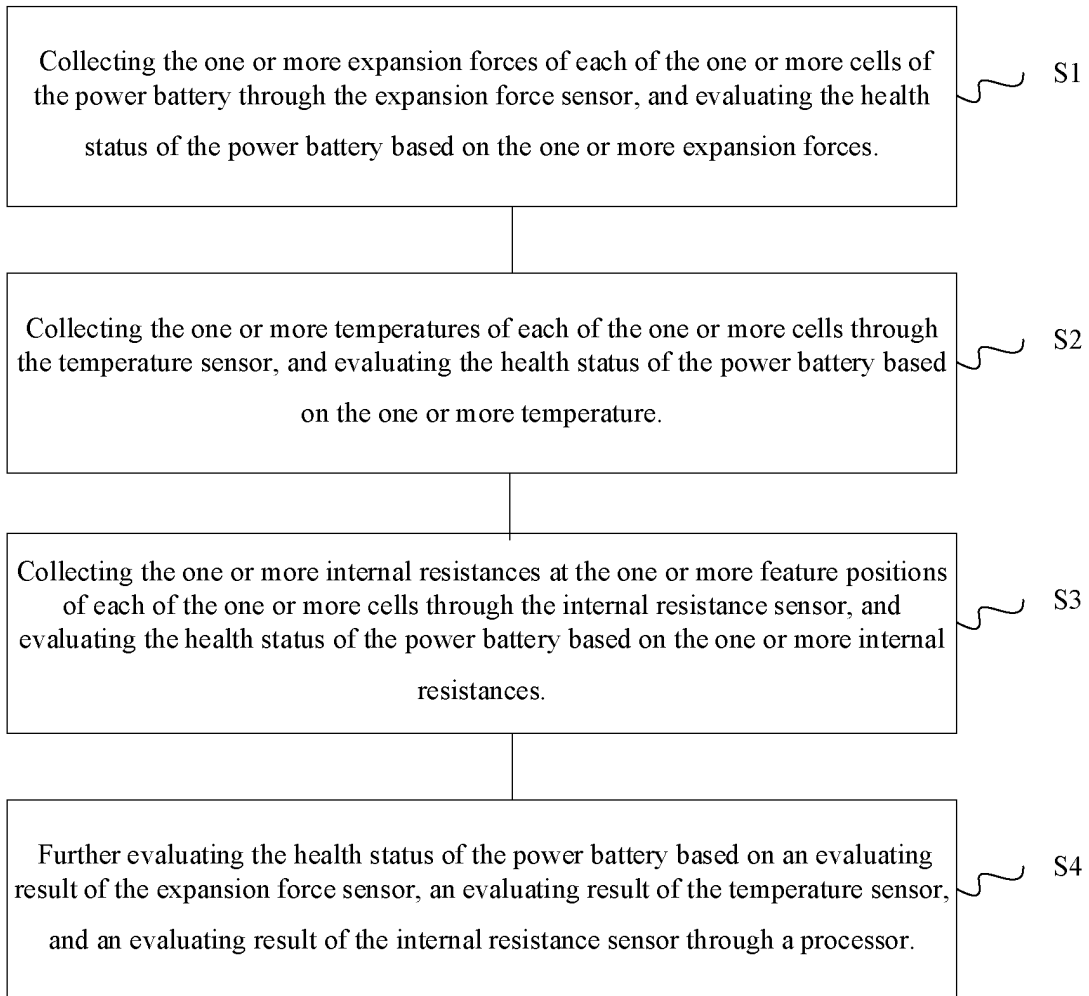 Collecting the one or more expansion forces of each of the one or more cells of
the power battery through the expansion force sensor, and evaluating the health
status of the power battery based on the one or more expansion forces.
S1
Collecting the one or more temperatures of each of the one or more cells through
the temperature sensor, and evaluating the health status of the power battery based
on the one or more temperature.
S2
Collecting the one or more internal resistances at the one or more feature positions
of each of the one or more cells through the internal resistance sensor, and
evaluating the health status of the power battery based on the one or more internal
resistances.
S3
Further evaluating the health status of the power battery based on an evaluating
result of the expansion force sensor, an evaluating result of the temperature sensor,
and an evaluating result of the internal resistance sensor through a processor.
S4